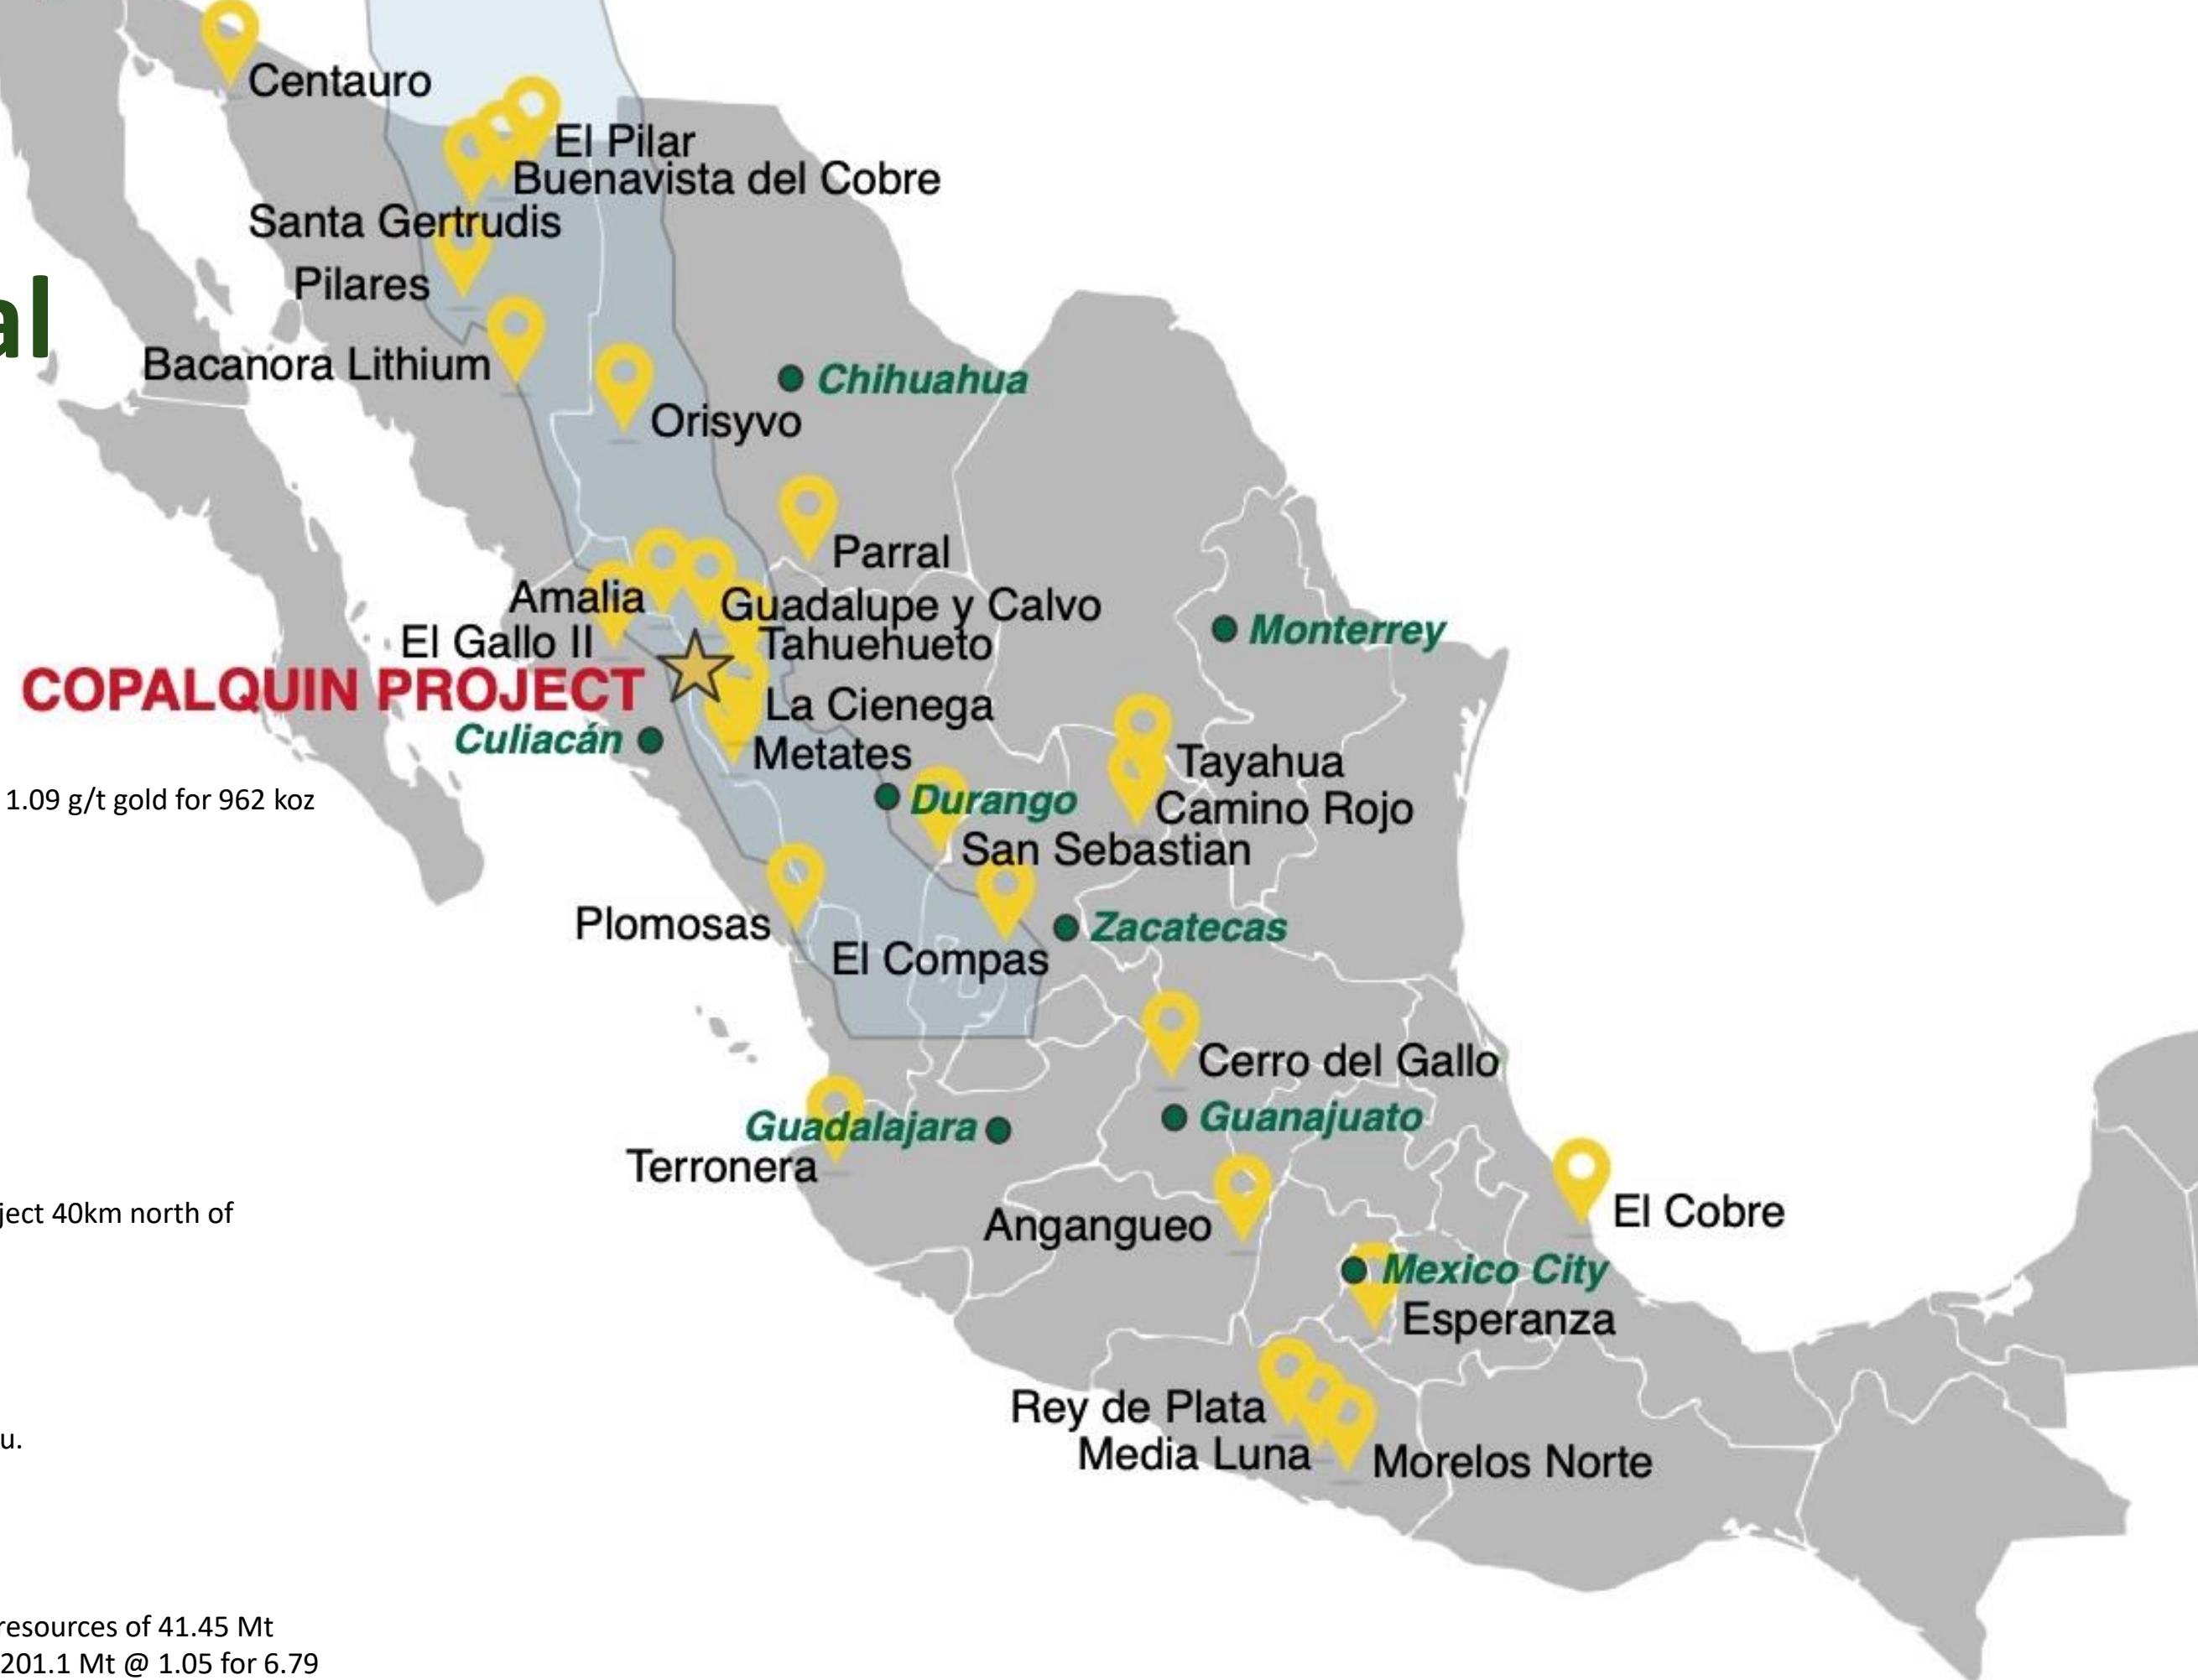 Centauro
El Pilar
Buenavista del Cobre
Santa Gertrudis
Pilares
al
Bacanora Lithium
Chihuahua
Orisyvo
Parral
Amalia
Guadalupe y Calvo
Monterrey
El Gallo II
Tahuehueto
COPALQUIN PROJECT
La Cienega
Culiacán
Metates
Tayahua
1.09 g/t gold for 962 koz
Durango
Camino Rojo
San Sebastian
Plomosas
Zacatecas
El Compas
Cerro del Gallo
Guadalajara
Guanajuato
Terronera
ject 40km north of
Angangueo
El Cobre
Mexico City
Esperanza
Rey de Plata
u.
Media Luna
Morelos Norte
resources of 41.45 Mt
201.1 Mt @ 1.05 for 6.79